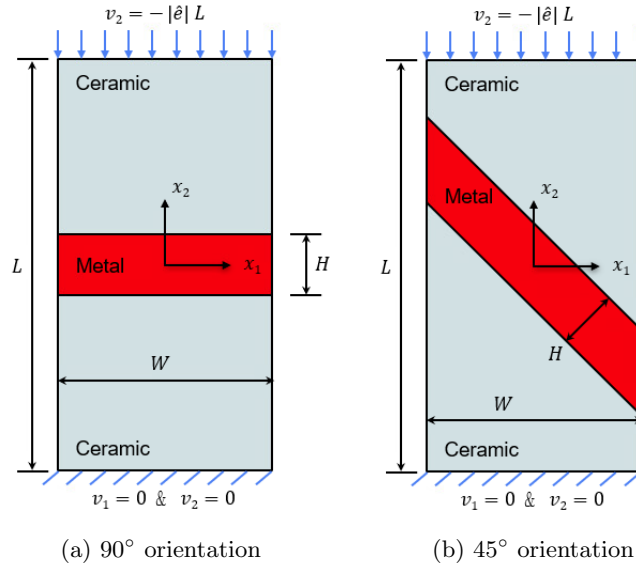 v₂ = −|ê| L
Ceramic
x₂
L
Metal
x₁
H
W
Ceramic
v₁ = 0 & v₂ = 0
(a) 90° orientation
v₂ = −|ê| L
Ceramic
Metal
x₂
L
x₁
H
W
Ceramic
v₁ = 0 & v₂ = 0
(b) 45° orientation